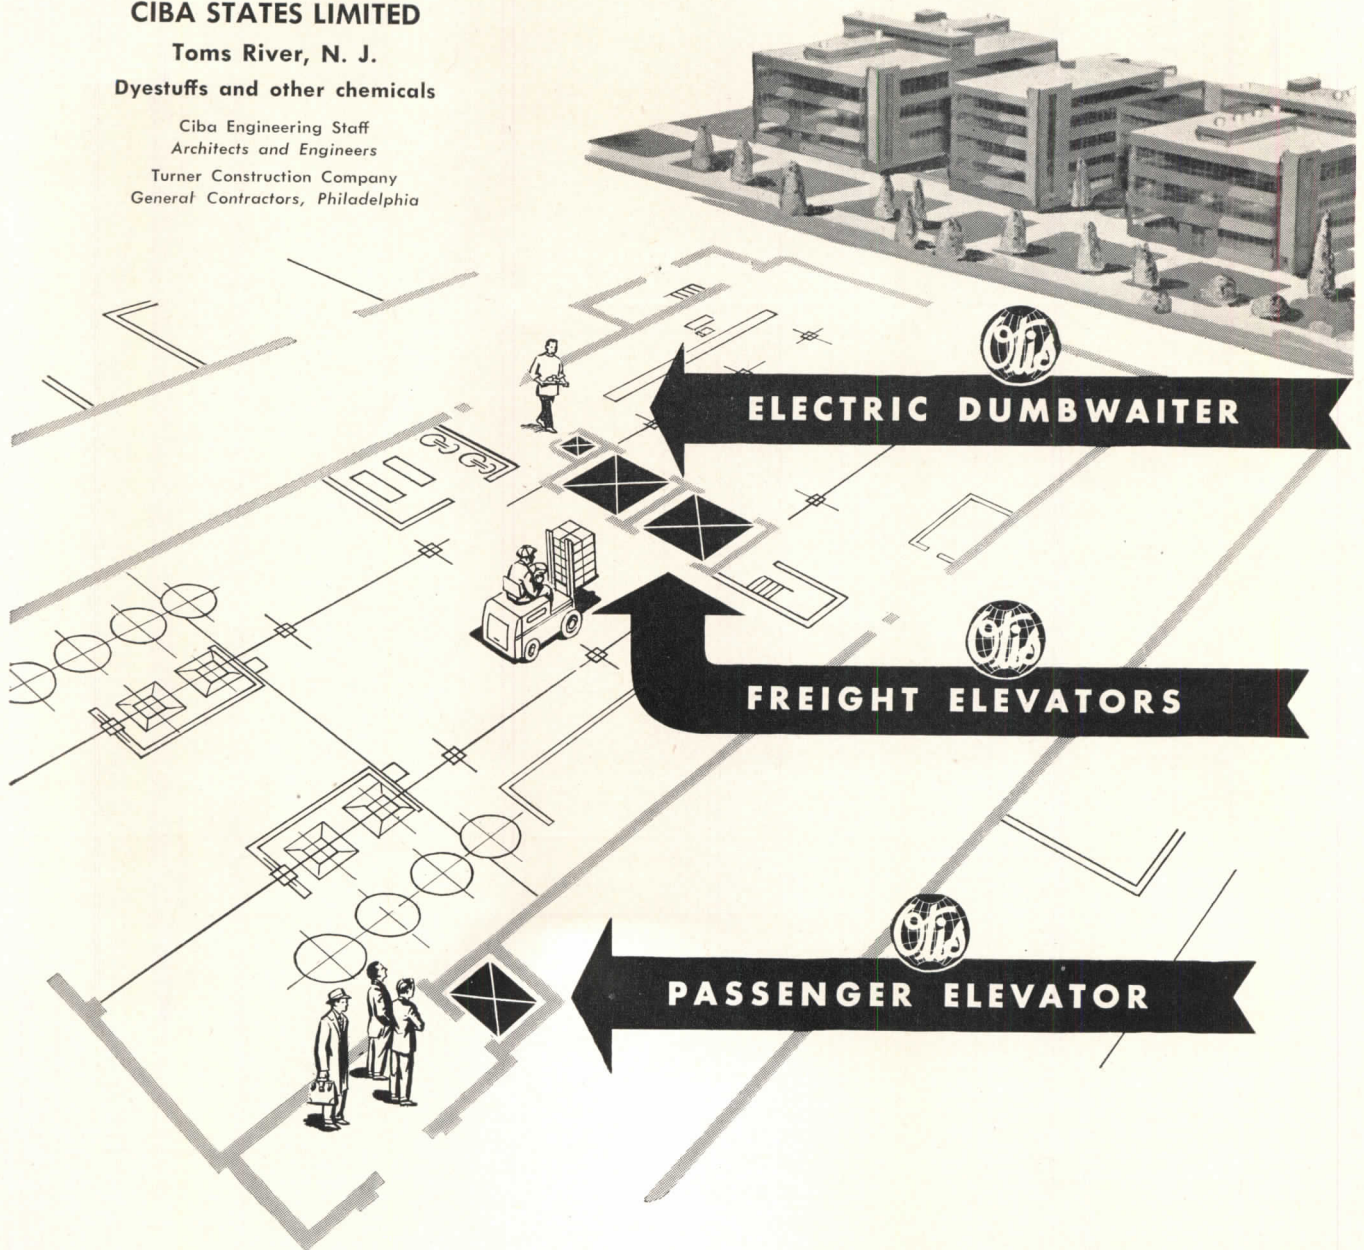 CIBA STATES LIMITED
Toms River, N. J.
Dyestuffs and other chemicals
Ciba Engineering Staff
Architects and Engineers
Turner Construction Company
General Contractors, Philadelphia
Otis
ELECTRIC DUMBWAITER
Otis
FREIGHT ELEVATORS
Otis
PASSENGER ELEVATOR